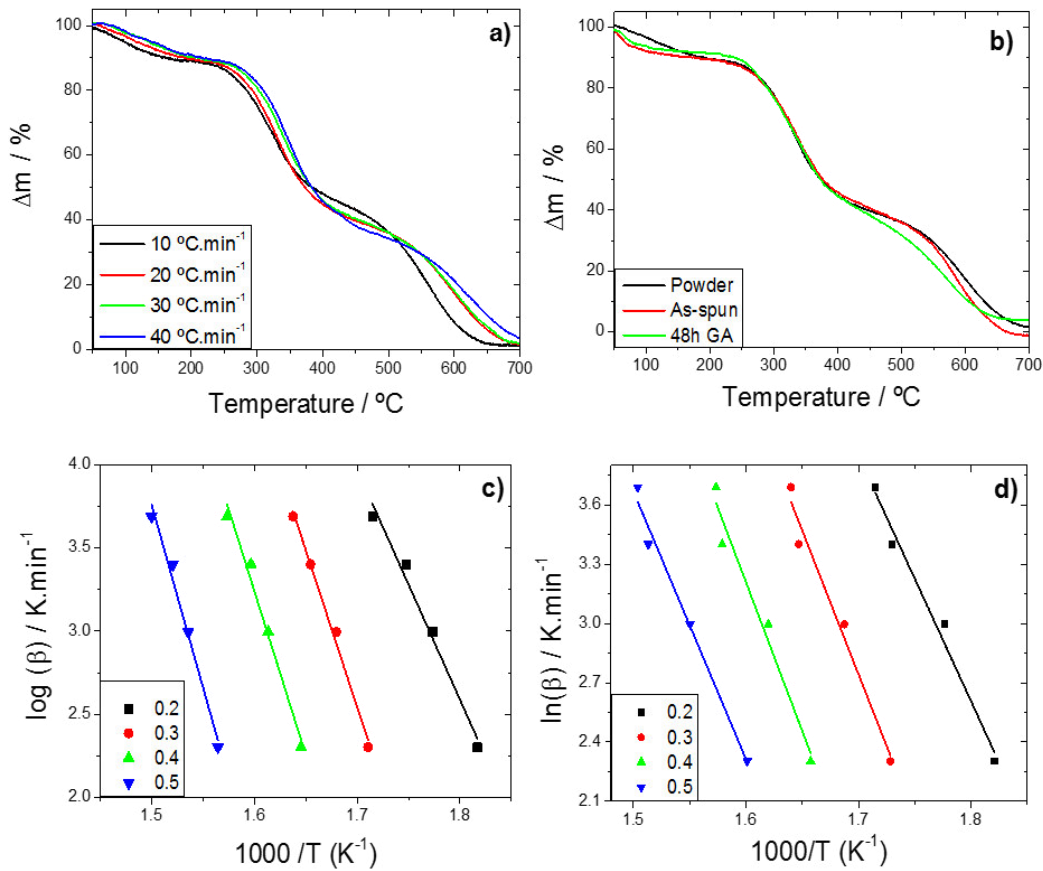 a)
100
80
60
40
20
0
Δm / %
10 ºC.min-1
20 ºC.min-1
30 ºC.min-1
40 ºC.min-1
100 200 300 400 500 600 700
Temperature / ºC
b)
100
80
60
40
20
0
Δm / %
Powder
As-spun
48h GA
100 200 300 400 500 600 700
Temperature / ºC
c)
4.0
3.5
3.0
2.5
2.0
log (β) / K.min-1
0.2
0.3
0.4
0.5
1.5 1.6 1.7 1.8
1000 /T (K-1)
d)
3.6
3.3
3.0
2.7
2.4
2.1
ln(β) / K.min-1
0.2
0.3
0.4
0.5
1.5 1.6 1.7 1.8
1000/T (K-1)